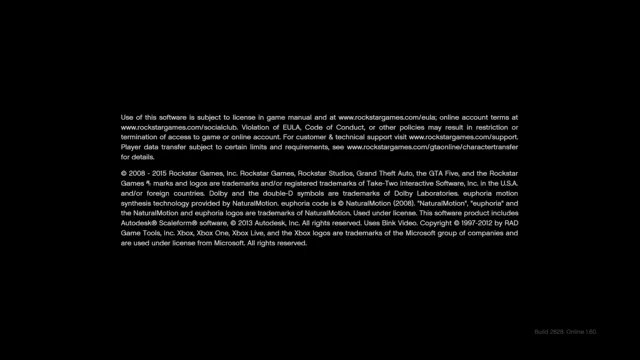 Use of this software is subject to license in game manual and at www.rockstargames.com/eula; online account terms at
www.rockstargames.com/socialclub. Violation of EULA, Code of Conduct, or other policies may result in restriction or
termination of access to game or online account. For customer & technical support visit www.rockstargames.com/support.
Player data transfer subject to certain limits and requirements, see www.rockstargames.com/gtaonline/charactertransfer
for details.
© 2008 - 2015 Rockstar Games, Inc. Rockstar Games, Rockstar Studios, Grand Theft Auto, the GTA Five, and the Rockstar
Games R* marks and logos are trademarks and/or registered trademarks of Take-Two Interactive Software, Inc. in the U.S.A.
and/or foreign countries. Dolby and the double-D symbols are trademarks of Dolby Laboratories. euphoria motion
synthesis technology provided by NaturalMotion. euphoria code is © NaturalMotion (2008). "NaturalMotion", "euphoria" and
the NaturalMotion and euphoria logos are trademarks of NaturalMotion. Used under license. This software product includes
Autodesk® Scaleform® software, © 2013 Autodesk, Inc. All rights reserved. Uses Bink Video. Copyright © 1997-2012 by RAD
Game Tools, Inc. Xbox, Xbox One, Xbox Live, and the Xbox logos are trademarks of the Microsoft group of companies and
are used under license from Microsoft. All rights reserved.
Build 2628, Online 1.60